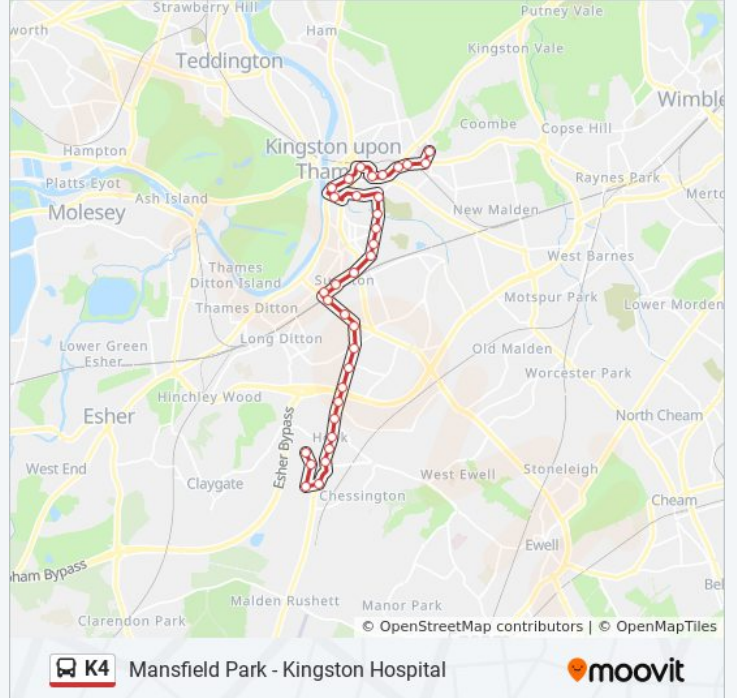 Strawberry Hill
Putney Vale
worth
Ham
Teddington
Kingston Vale
Wimble
Coombe
Copse Hill
Hampton
Kingston upon
Tham
Raynes Park
Platts Eyot
Ash Island
Merto
Molesey
New Malden
Thames
Ditton Island
West Barnes
Thames Ditton
Motspur Park
Lower Morden
Lower Green
Esher
Long Ditton
Old Malden
Worcester Park
Hinchley Wood
Esher
North Cheam
Esher Bypass
West End
Claygate
Chessington
West Ewell
Stoneleigh
Cheam
Ewell
ham Bypass
Bel
Malden Rushett
Manor Park
Clarendon Park
© OpenStreetMap contributors | © OpenMapTiles
K4 Mansfield Park - Kingston Hospital
moovit